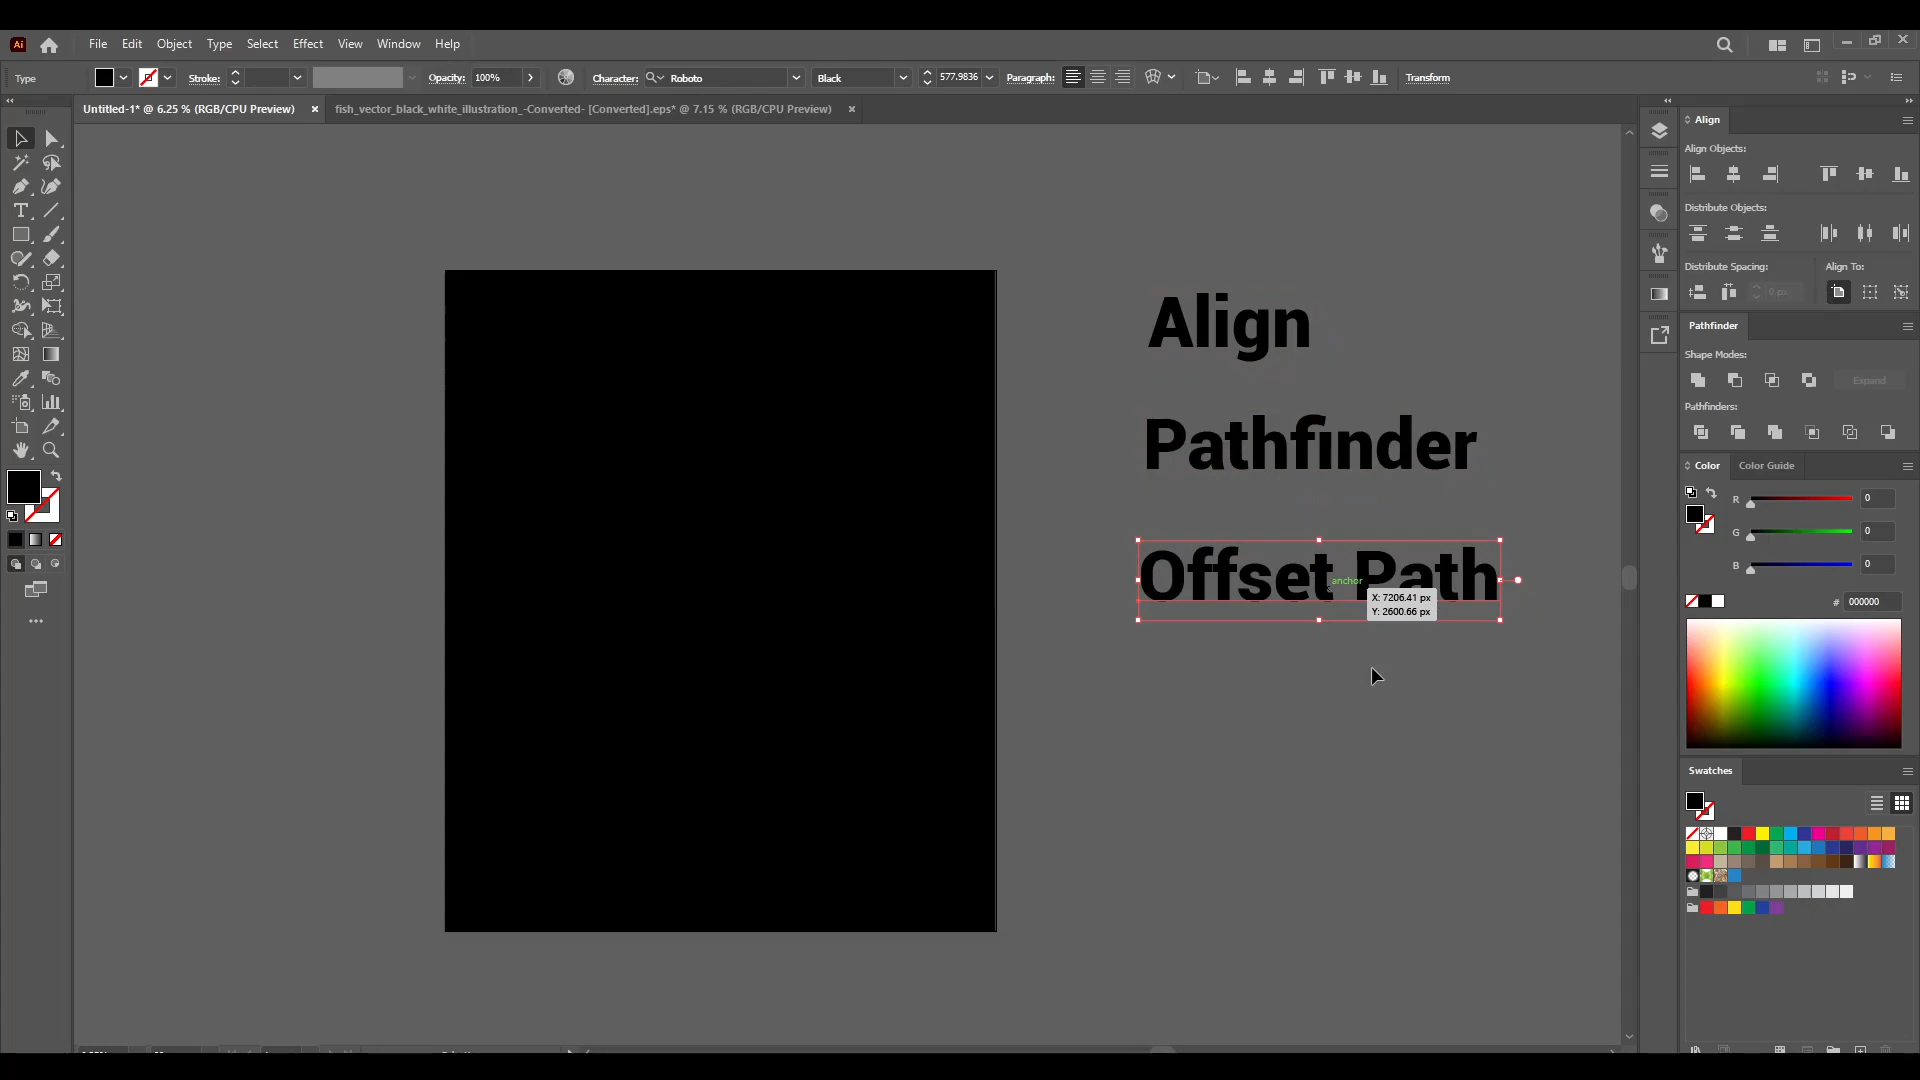 Ai File Edit Object Type Select Effect View Window Help
Type Stroke: Opacity: 100% Character: Roboto Black 577.9836 Paragraph: Transform
Untitled-1* @ 6.25 % (RGB/CPU Preview) × fish_vector_black_white_illustration_-Converted- [Converted].eps* @ 7.15 % (RGB/CPU Preview) ×
Align
Align Objects:
Distribute Objects:
Distribute Spacing: Align To:
0 px
Pathfinder
Shape Modes:
Expand
Pathfinders:
Color Color Guide
R 0
G 0
B 0
# 000000
Swatches
Align
Pathfinder
Offset Path
anchor
X: 7206.41 px
Y: 2600.66 px